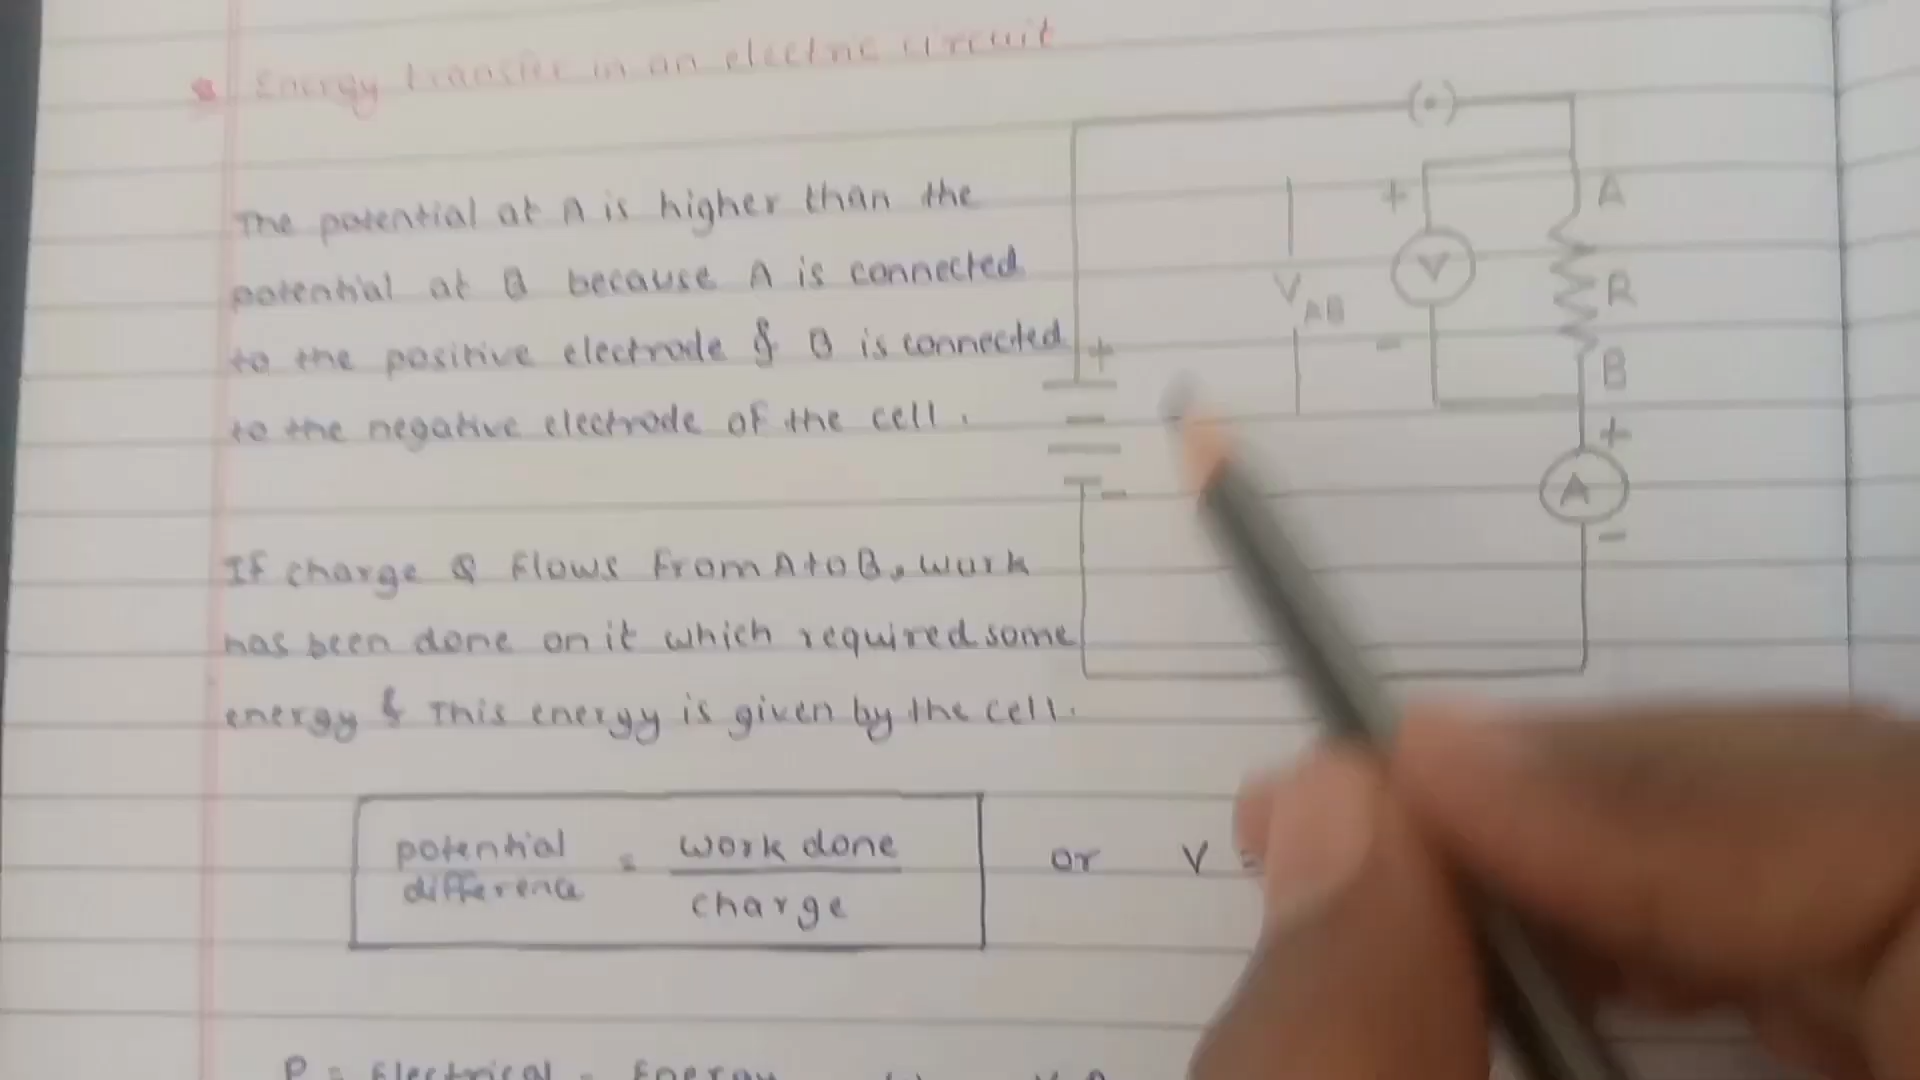 Energy transfer in an electric circuit
The potential at A is higher than the
potential at B because A is connected
to the positive electrode & B is connected
to the negative electrode of the cell.
If charge Q flows from A to B, work
has been done on it which required some
energy & This energy is given by the cell.
potential difference = work done / charge
or V =
P = Electrical = Energy
(•)
+ A
V R
VAB
- B
+
+
A
-
-